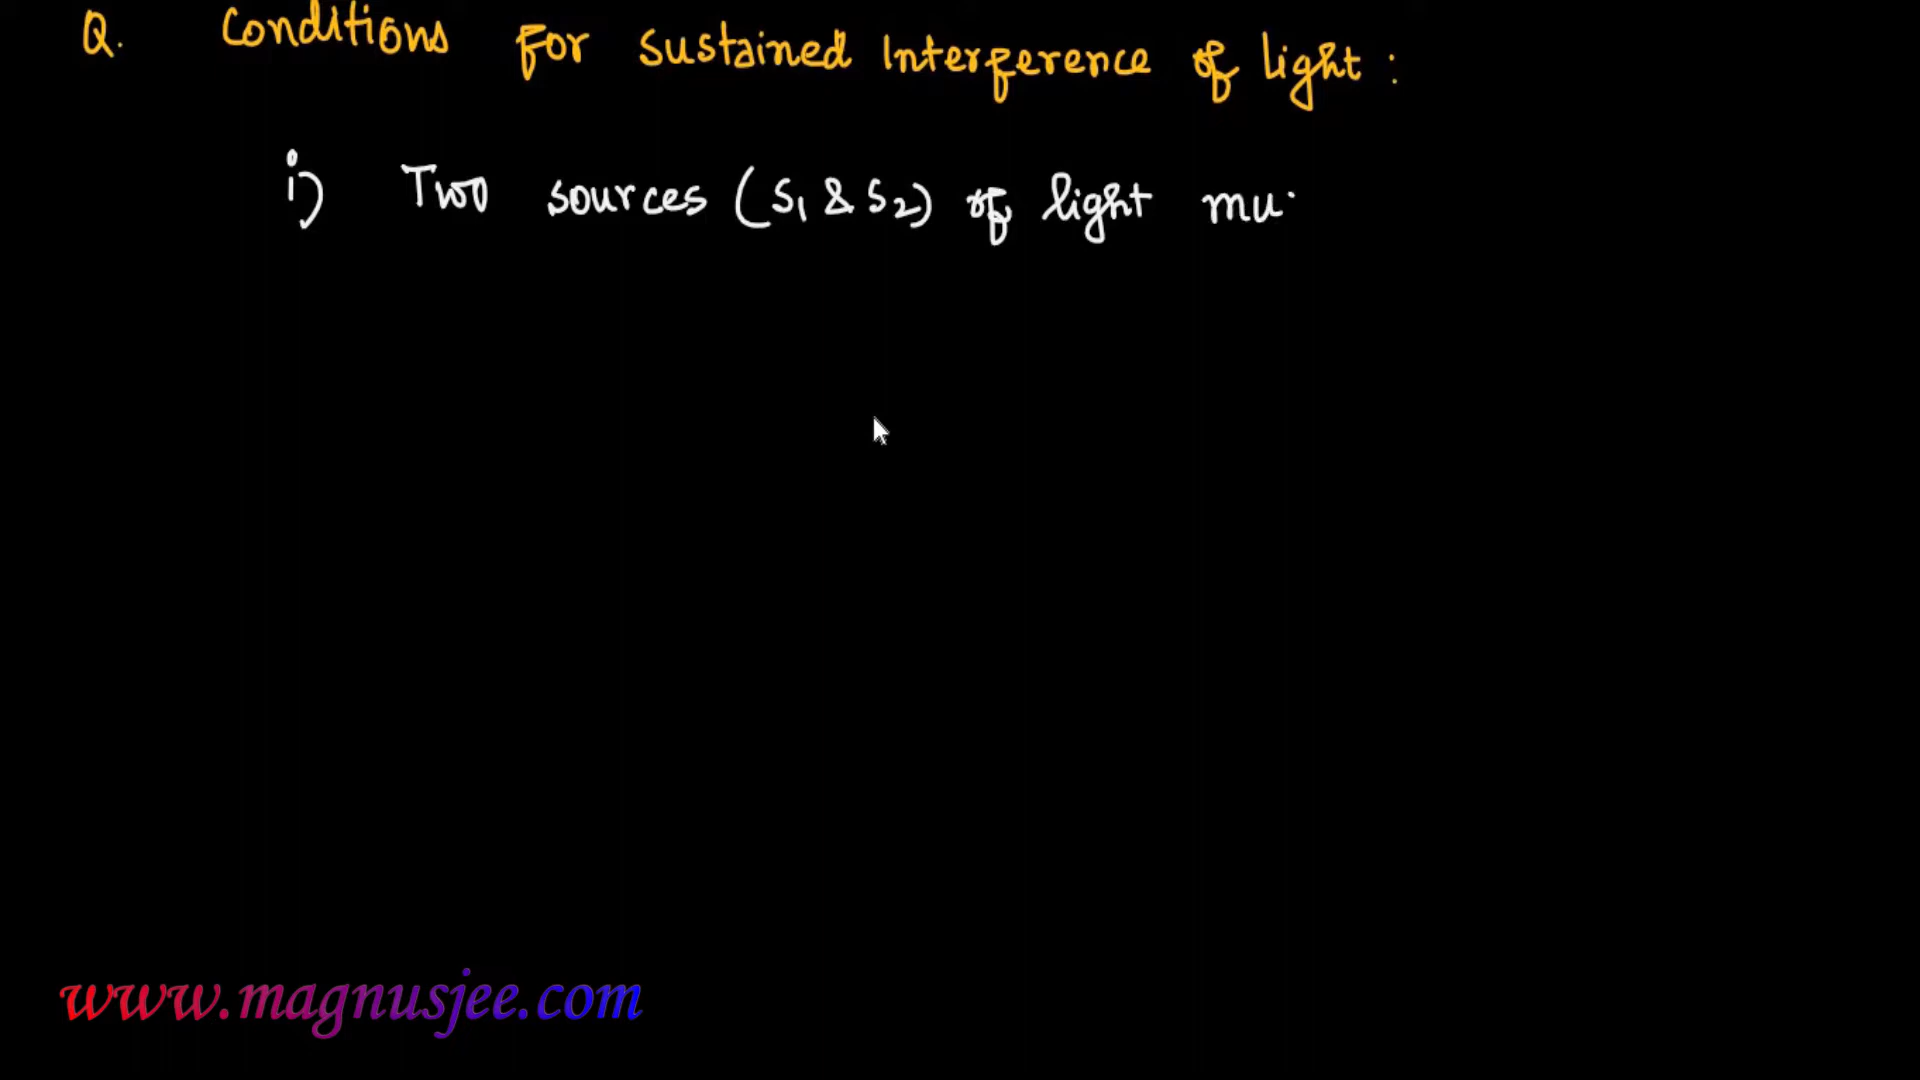 Q. Conditions for sustained Interference of light :
i) Two sources (S₁ & S₂) of light mu
www.magnusjee.com